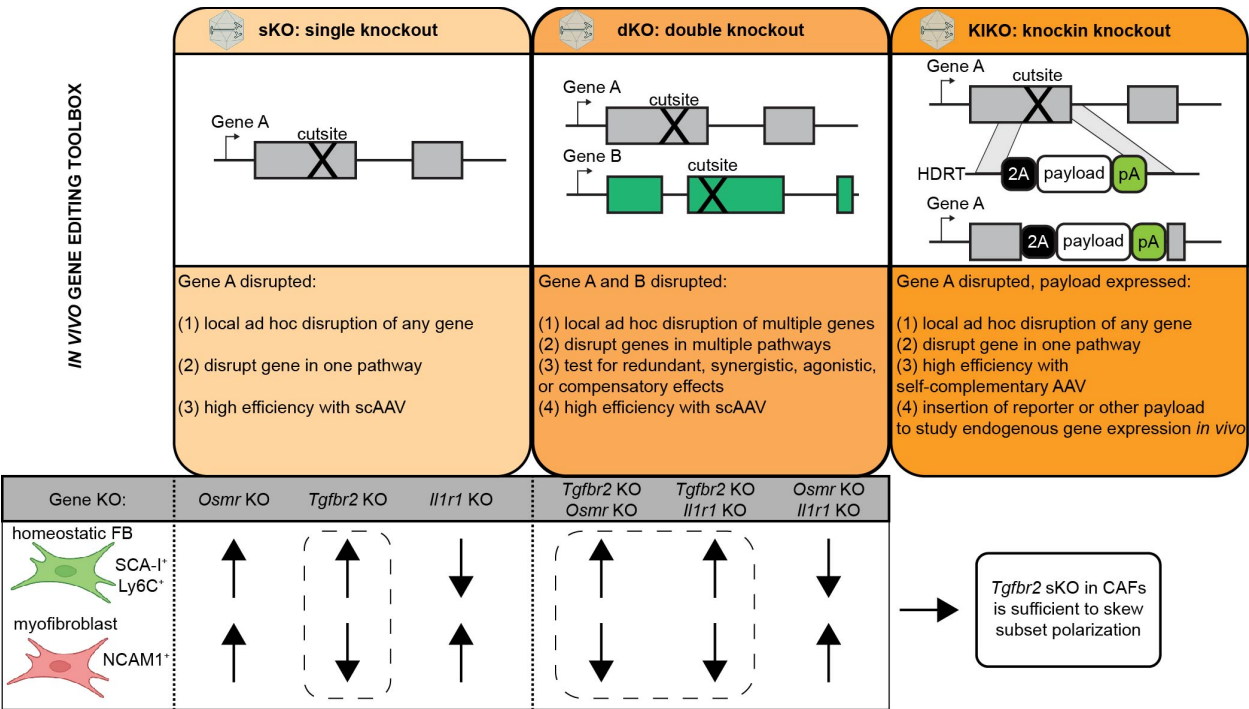 IN VIVO GENE EDITING TOOLBOX
sKO: single knockout
Gene A
cutsite
Gene A disrupted:
(1) local ad hoc disruption of any gene
(2) disrupt gene in one pathway
(3) high efficiency with scAAV
dKO: double knockout
Gene A
cutsite
Gene B
cutsite
Gene A and B disrupted:
(1) local ad hoc disruption of multiple genes
(2) disrupt genes in multiple pathways
(3) test for redundant, synergistic, agonistic,
or compensatory effects
(4) high efficiency with scAAV
KIKO: knockin knockout
Gene A
cutsite
HDRT
2A payload pA
Gene A
2A payload pA
Gene A disrupted, payload expressed:
(1) local ad hoc disruption of any gene
(2) disrupt gene in one pathway
(3) high efficiency with
self-complementary AAV
(4) insertion of reporter or other payload
to study endogenous gene expression in vivo
Gene KO:
Osmr KO
Tgfbr2 KO
Il1r1 KO
Tgfbr2 KO
Osmr KO
Tgfbr2 KO
Il1r1 KO
Osmr KO
Il1r1 KO
homeostatic FB
SCA-I⁺
Ly6C⁺
myofibroblast
NCAM1⁺
Tgfbr2 sKO in CAFs
is sufficient to skew
subset polarization